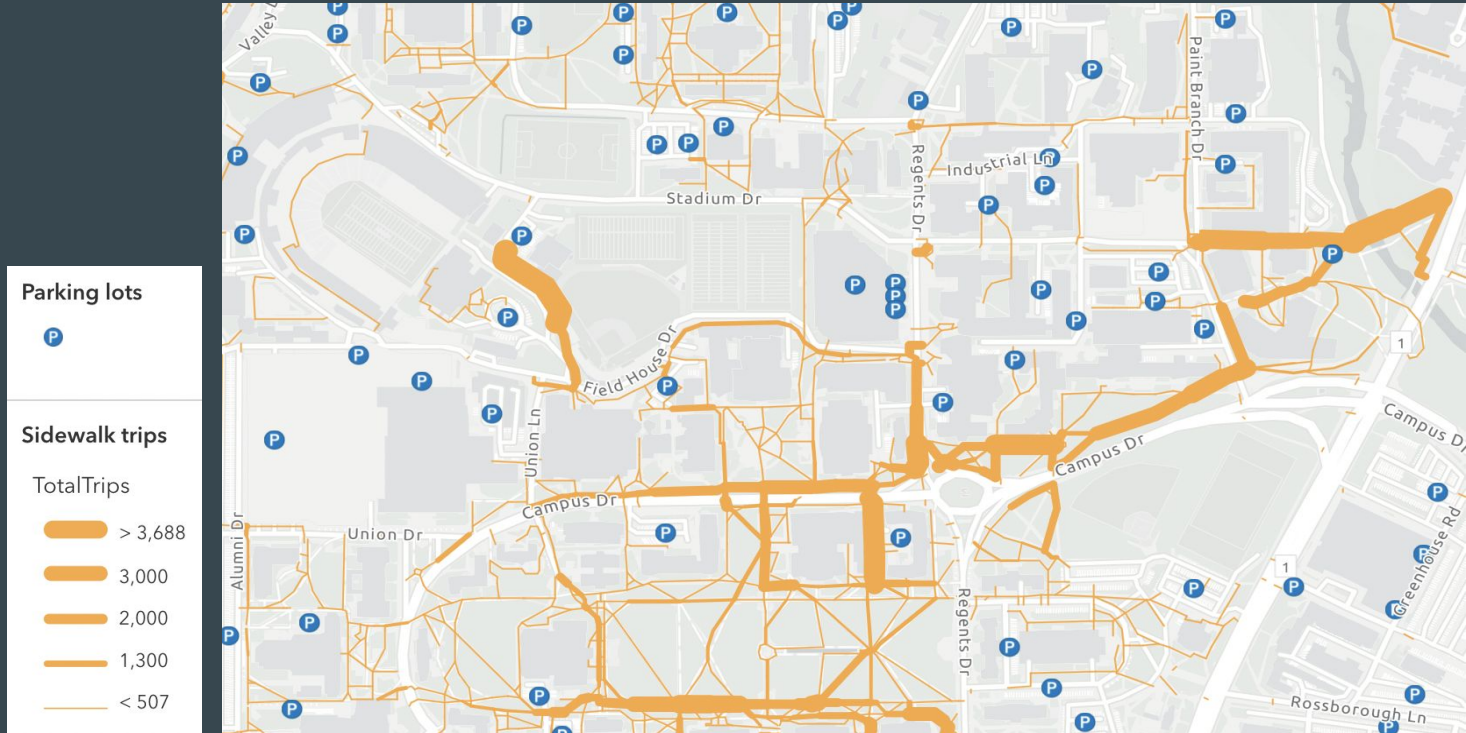 Parking lots
P
Sidewalk trips
TotalTrips
> 3,688
3,000
2,000
1,300
< 507
Valley
Paint Branch Dr
Industrial Ln
Regents Dr
Stadium Dr
Field House Dr
1
Campus Dr
Union Ln
Campus Dr
Campus Dr
Union Dr
Alumni Dr
1
Greenhouse Rd
Regents Dr
Rossborough Ln